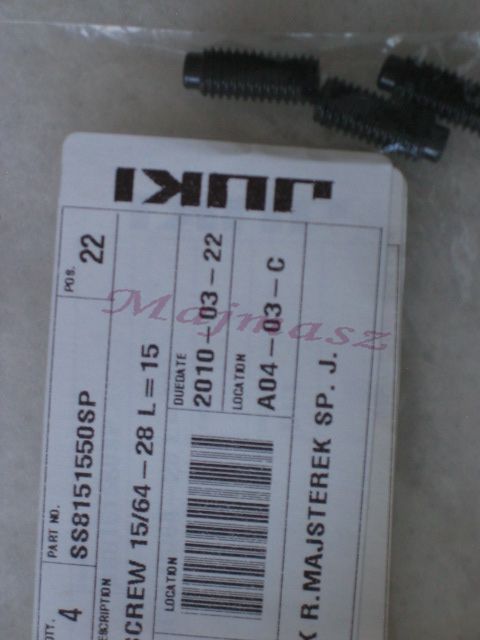 JUKI
POS.
22
PART NO.
SS8151550SP
QTY.
4
DESCRIPTION
SCREW 15/64-28 L=15
DUEDATE
2010-03-22
LOCATION
A04-03-C
LOCATION
K R.MAJSTEREK SP. J.
Majmasz